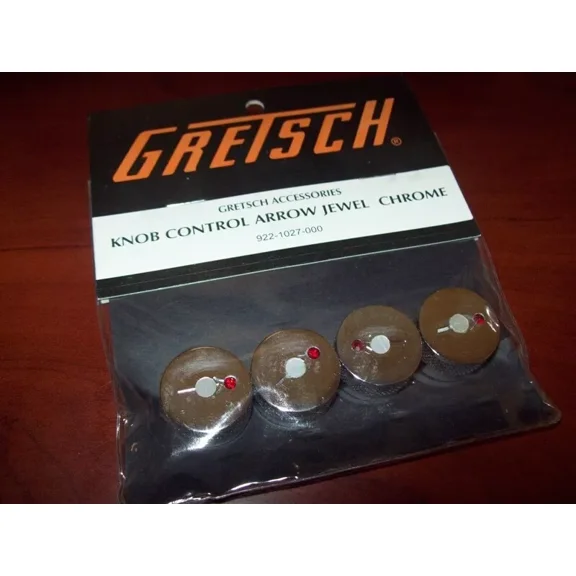 GRETSCH®
GRETSCH ACCESSORIES
KNOB CONTROL ARROW JEWEL CHROME
922-1027-000